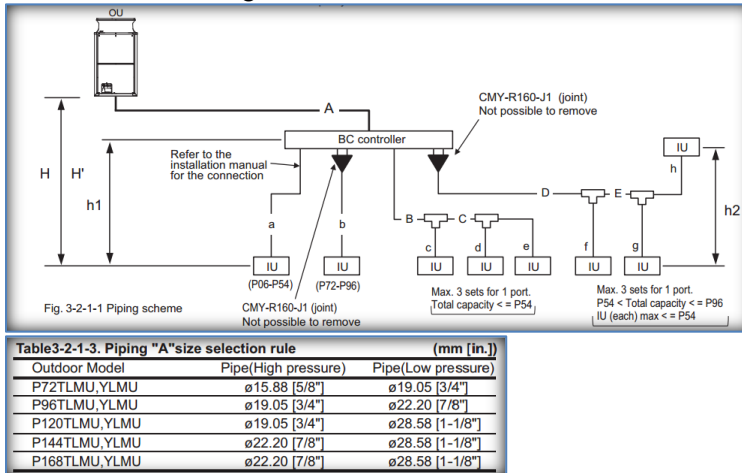 OU
A
CMY-R160-J1 (joint)
Not possible to remove
BC controller
IU
Refer to the
installation manual
for the connection
h
H
H'
h1
D
E
h2
a
b
B
C
c
d
e
f
g
IU
IU
IU
IU
IU
IU
IU
(P06-P54)
(P72-P96)
Max. 3 sets for 1 port.
Total capacity < = P54
Max. 3 sets for 1 port.
P54 < Total capacity < = P96
IU (each) max < = P54
Fig. 3-2-1-1 Piping scheme
CMY-R160-J1 (joint)
Not possible to remove
Table3-2-1-3. Piping "A"size selection rule (mm [in.])
Outdoor Model Pipe(High pressure) Pipe(Low pressure)
P72TLMU,YLMU ø15.88 [5/8"] ø19.05 [3/4"]
P96TLMU,YLMU ø19.05 [3/4"] ø22.20 [7/8"]
P120TLMU,YLMU ø19.05 [3/4"] ø28.58 [1-1/8"]
P144TLMU,YLMU ø22.20 [7/8"] ø28.58 [1-1/8"]
P168TLMU,YLMU ø22.20 [7/8"] ø28.58 [1-1/8"]